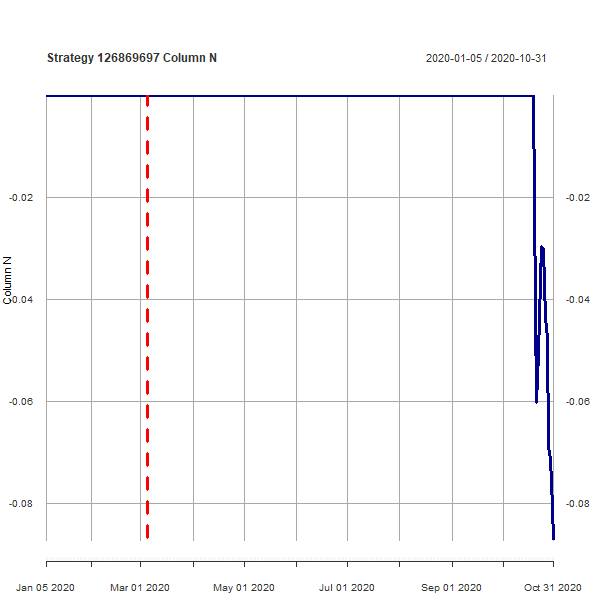 Strategy 126869697 Column N
2020-01-05 / 2020-10-31
-0.02
-0.04
-0.06
-0.08
Column N
-0.02
-0.04
-0.06
-0.08
Jan 05 2020
Mar 01 2020
May 01 2020
Jul 01 2020
Sep 01 2020
Oct 31 2020